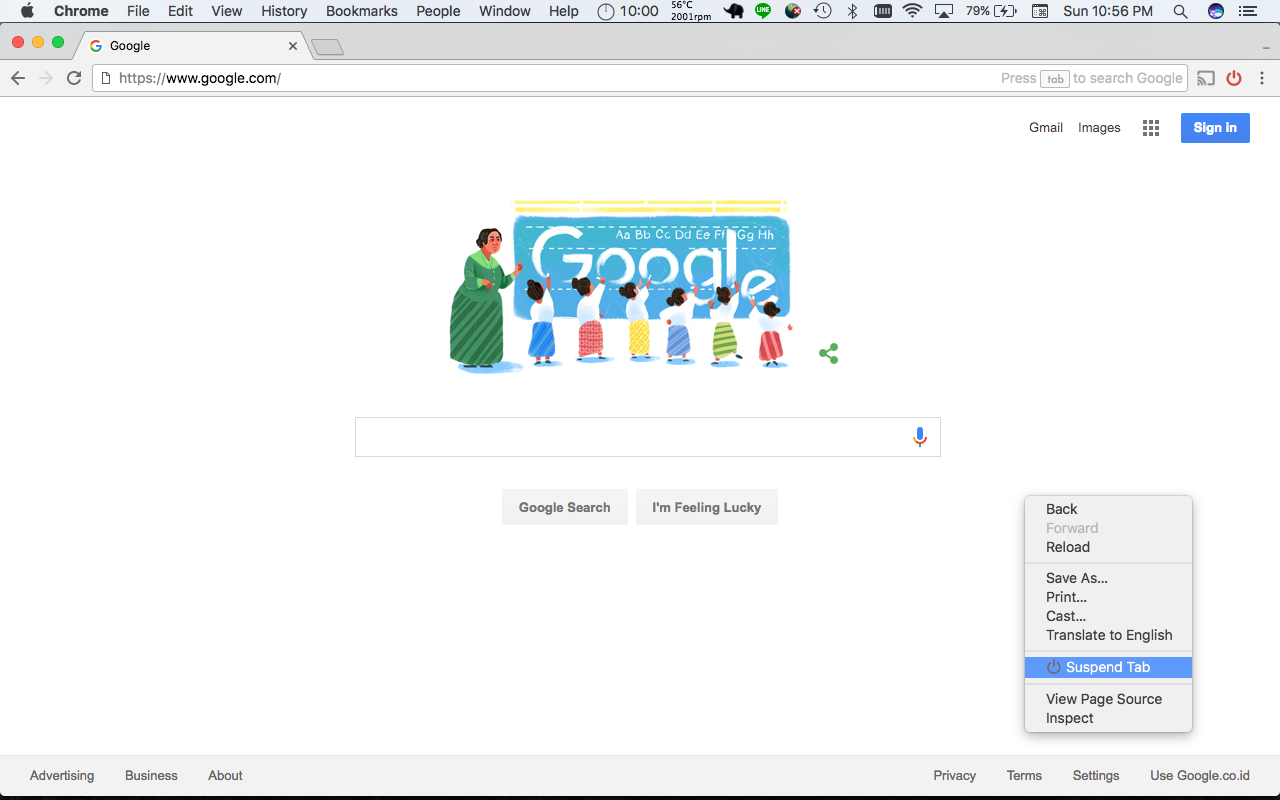 Chrome File Edit View History Bookmarks People Window Help 10:00 56°C 2001rpm LINE 79% Sun 10:56 PM
Google
https://www.google.com/ Press tab to search Google
Gmail Images Sign in
Aa Bb Cc Dd Ee Ff Gg Hh
Google
Google Search I'm Feeling Lucky
Back
Forward
Reload
Save As...
Print...
Cast...
Translate to English
Suspend Tab
View Page Source
Inspect
Advertising Business About Privacy Terms Settings Use Google.co.id